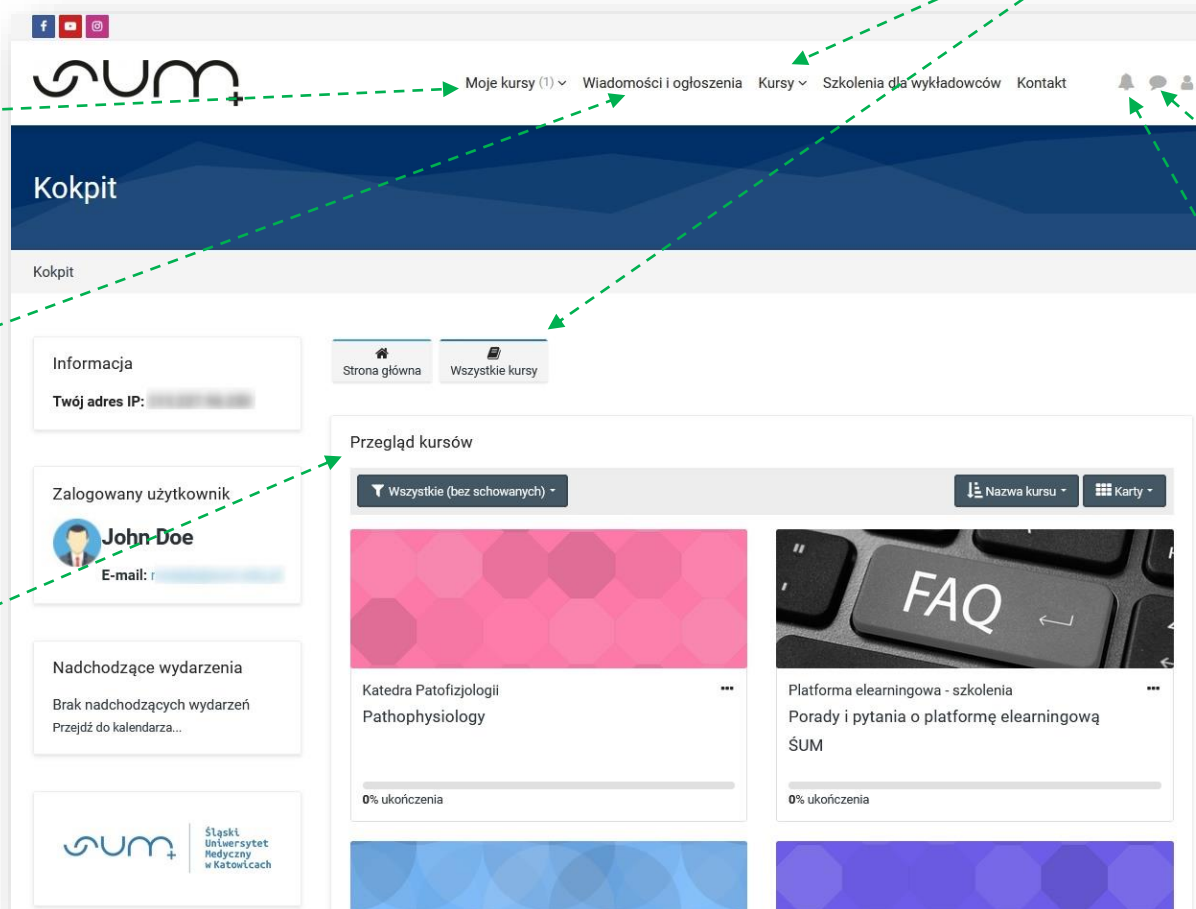 sum
Moje kursy (1) Wiadomości i ogłoszenia Kursy Szkolenia dla wykładowców Kontakt
Kokpit
Kokpit
Informacja
Twój adres IP:
Zalogowany użytkownik
John Doe
E-mail:
Nadchodzące wydarzenia
Brak nadchodzących wydarzeń
Przejdź do kalendarza...
sum
Śląski
Uniwersytet
Medyczny
w Katowicach
Strona główna
Wszystkie kursy
Przegląd kursów
Wszystkie (bez schowanych)
Nazwa kursu
Karty
Katedra Patofizjologii
Pathophysiology
0% ukończenia
FAQ
Platforma elearningowa - szkolenia
Porady i pytania o platformę elearningową
ŚUM
0% ukończenia